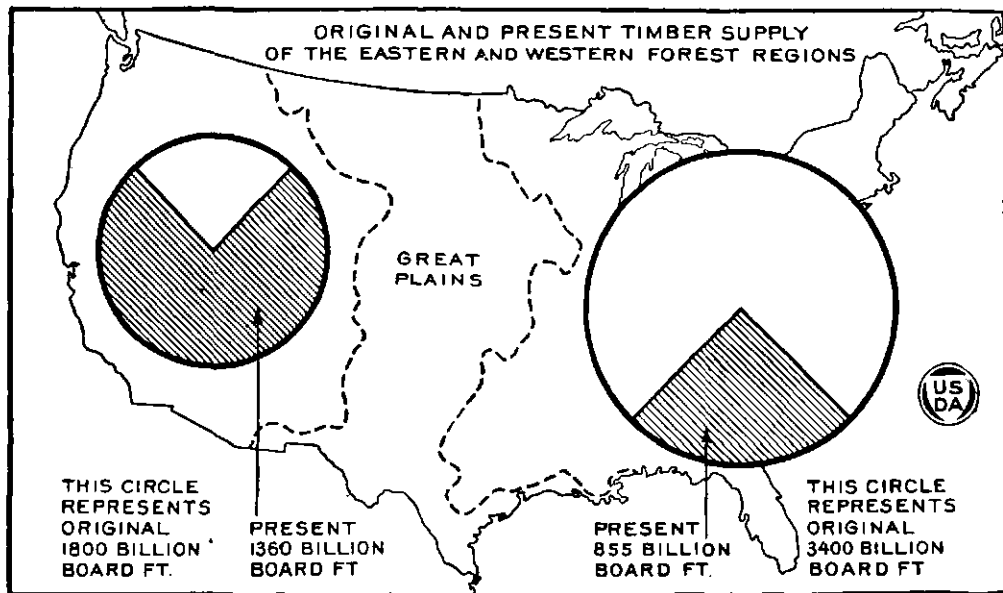 ORIGINAL AND PRESENT TIMBER SUPPLY
OF THE EASTERN AND WESTERN FOREST REGIONS
GREAT
PLAINS
US
DA
THIS CIRCLE
REPRESENTS
ORIGINAL
1800 BILLION
BOARD FT.
PRESENT
1360 BILLION
BOARD FT
PRESENT
855 BILLION
BOARD FT.
THIS CIRCLE
REPRESENTS
ORIGINAL
3400 BILLION
BOARD FT